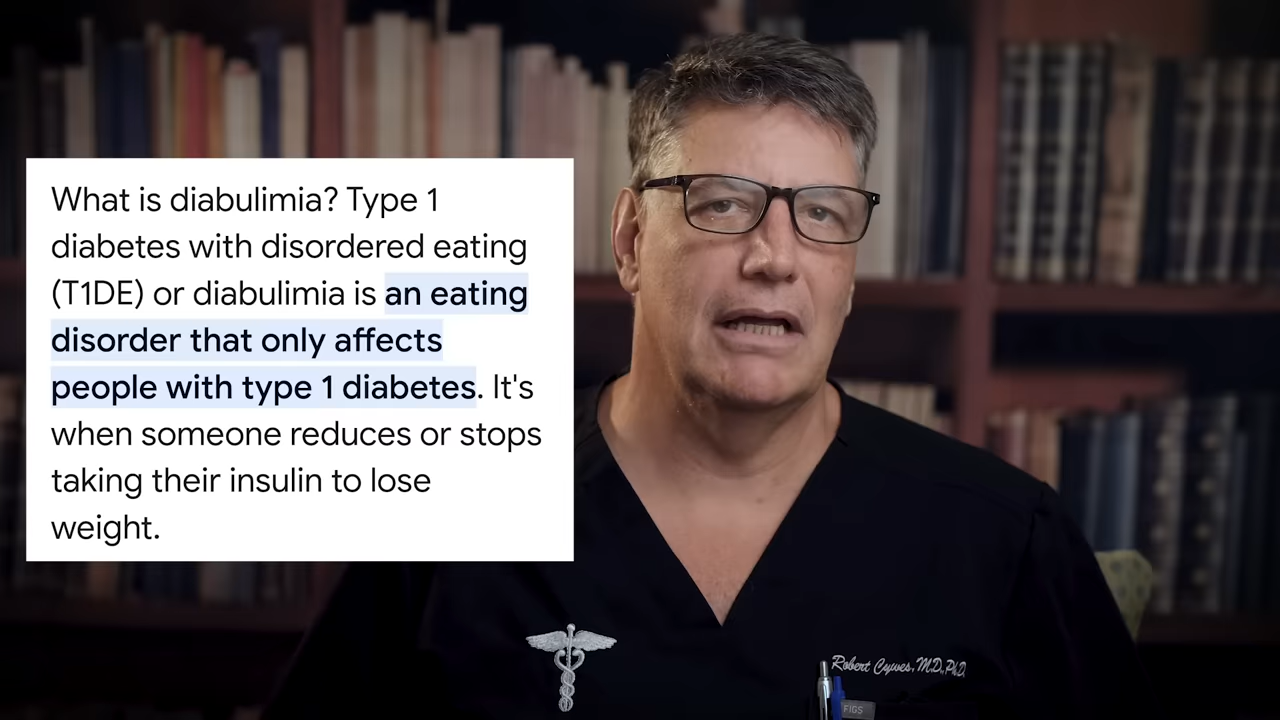 What is diabulimia? Type 1
diabetes with disordered eating
(T1DE) or diabulimia is an eating
disorder that only affects
people with type 1 diabetes. It's
when someone reduces or stops
taking their insulin to lose
weight.
Robert Cywes, M.D., Ph.D.
FIGS